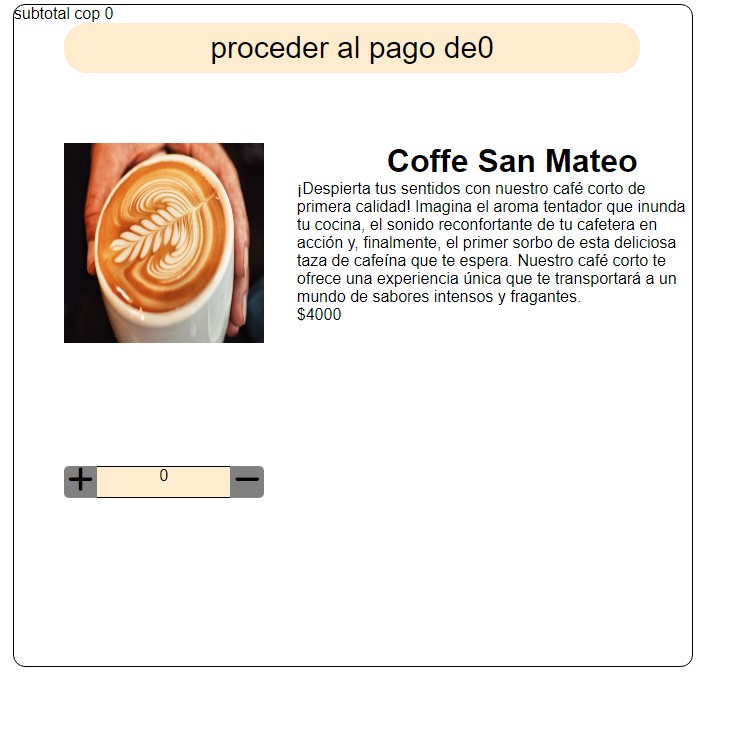 subtotal cop 0
proceder al pago de0
Coffe San Mateo
¡Despierta tus sentidos con nuestro café corto de
primera calidad! Imagina el aroma tentador que inunda
tu cocina, el sonido reconfortante de tu cafetera en
acción y, finalmente, el primer sorbo de esta deliciosa
taza de cafeína que te espera. Nuestro café corto te
ofrece una experiencia única que te transportará a un
mundo de sabores intensos y fragantes.
$4000
+ 0 −